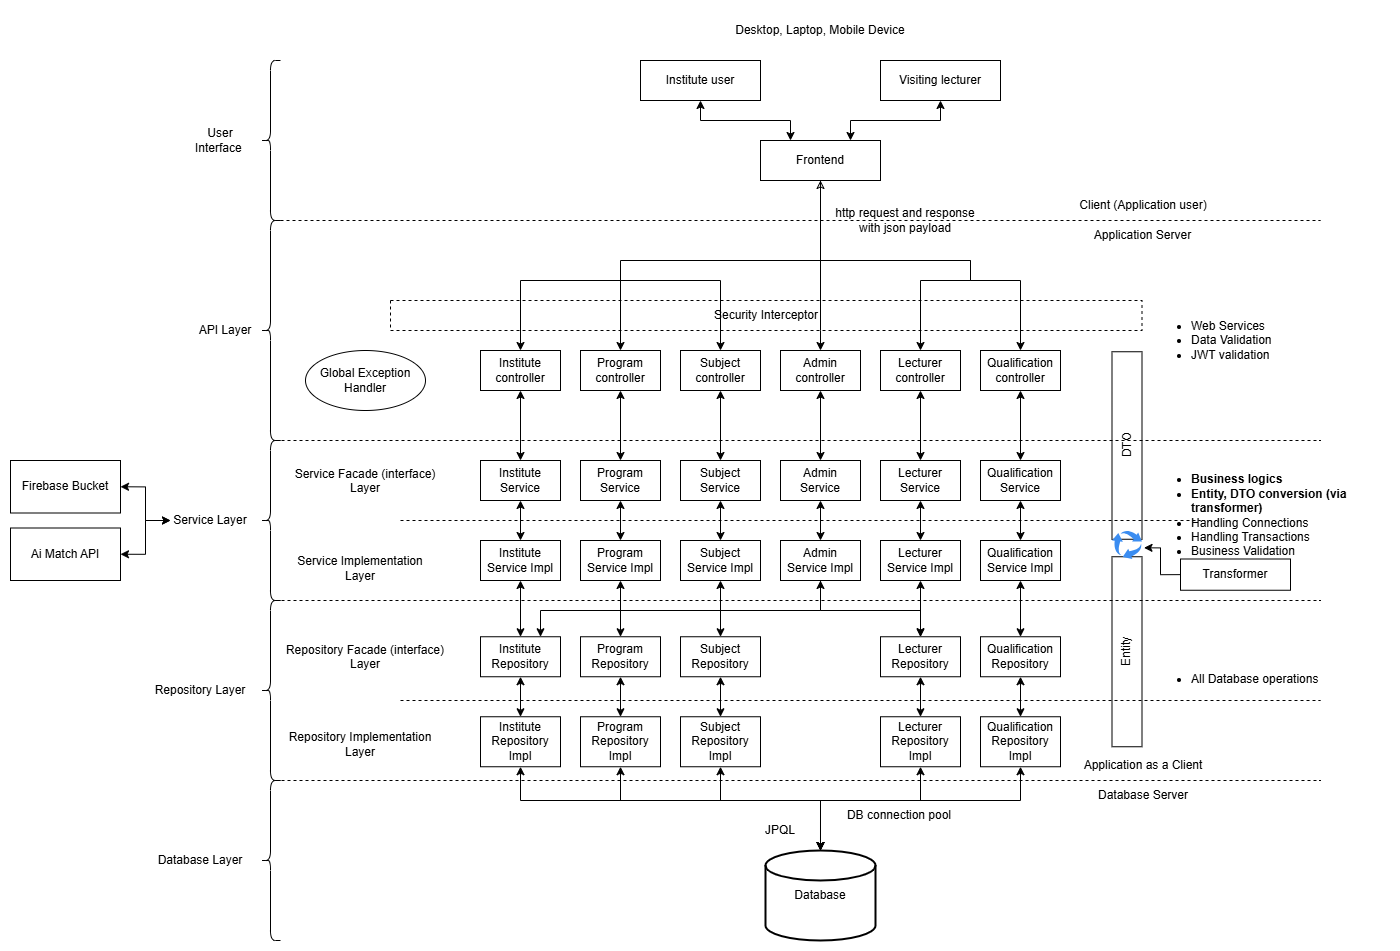 Desktop, Laptop, Mobile Device
Institute user
Visiting lecturer
User
Interface
Frontend
http request and response
with json payload
Client (Application user)
Application Server
Security Interceptor
API Layer
Web Services
Data Validation
JWT validation
Global Exception
Handler
Institute
controller
Program
controller
Subject
controller
Admin
controller
Lecturer
controller
Qualification
controller
DTO
Service Facade (interface)
Layer
Institute
Service
Program
Service
Subject
Service
Admin
Service
Lecturer
Service
Qualification
Service
Business logics
Entity, DTO conversion (via
transformer)
Handling Connections
Handling Transactions
Business Validation
Firebase Bucket
Service Layer
Ai Match API
Service Implementation
Layer
Institute
Service Impl
Program
Service Impl
Subject
Service Impl
Admin
Service Impl
Lecturer
Service Impl
Qualification
Service Impl
Transformer
Repository Facade (interface)
Layer
Institute
Repository
Program
Repository
Subject
Repository
Lecturer
Repository
Qualification
Repository
Entity
Repository Layer
All Database operations
Repository Implementation
Layer
Institute
Repository
Impl
Program
Repository
Impl
Subject
Repository
Impl
Lecturer
Repository
Impl
Qualification
Repository
Impl
Application as a Client
Database Server
DB connection pool
JPQL
Database Layer
Database